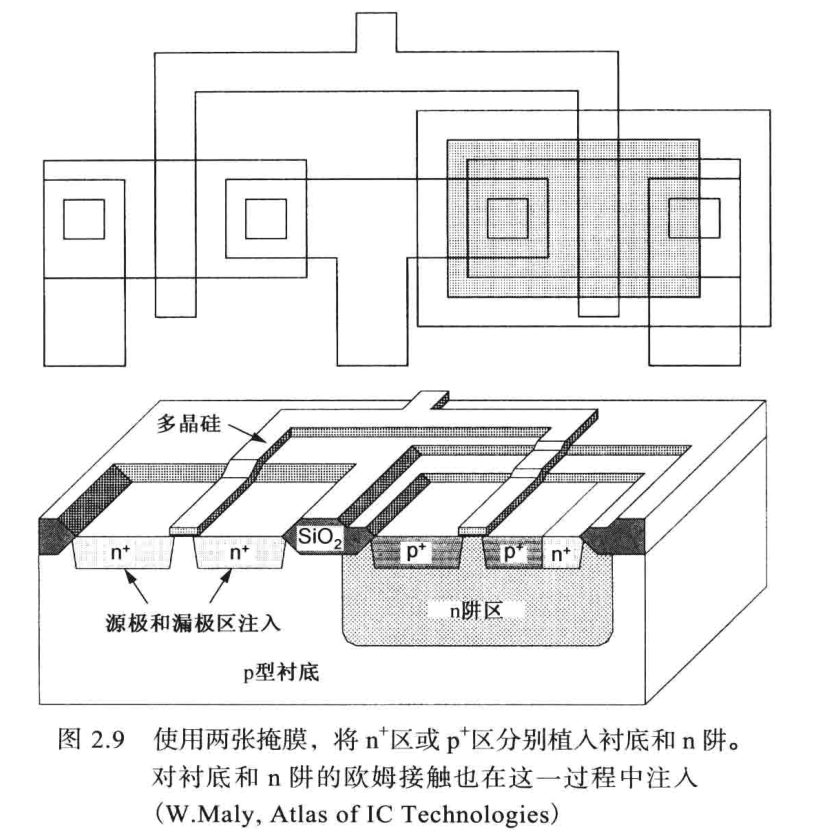 多晶硅
n⁺
n⁺
SiO₂
p⁺
p⁺
n⁺
源极和漏极区注入
n阱区
p型衬底
图 2.9 使用两张掩膜，将 n⁺区或 p⁺区分别植入衬底和 n 阱。
对衬底和 n 阱的欧姆接触也在这一过程中注入
(W.Maly, Atlas of IC Technologies)